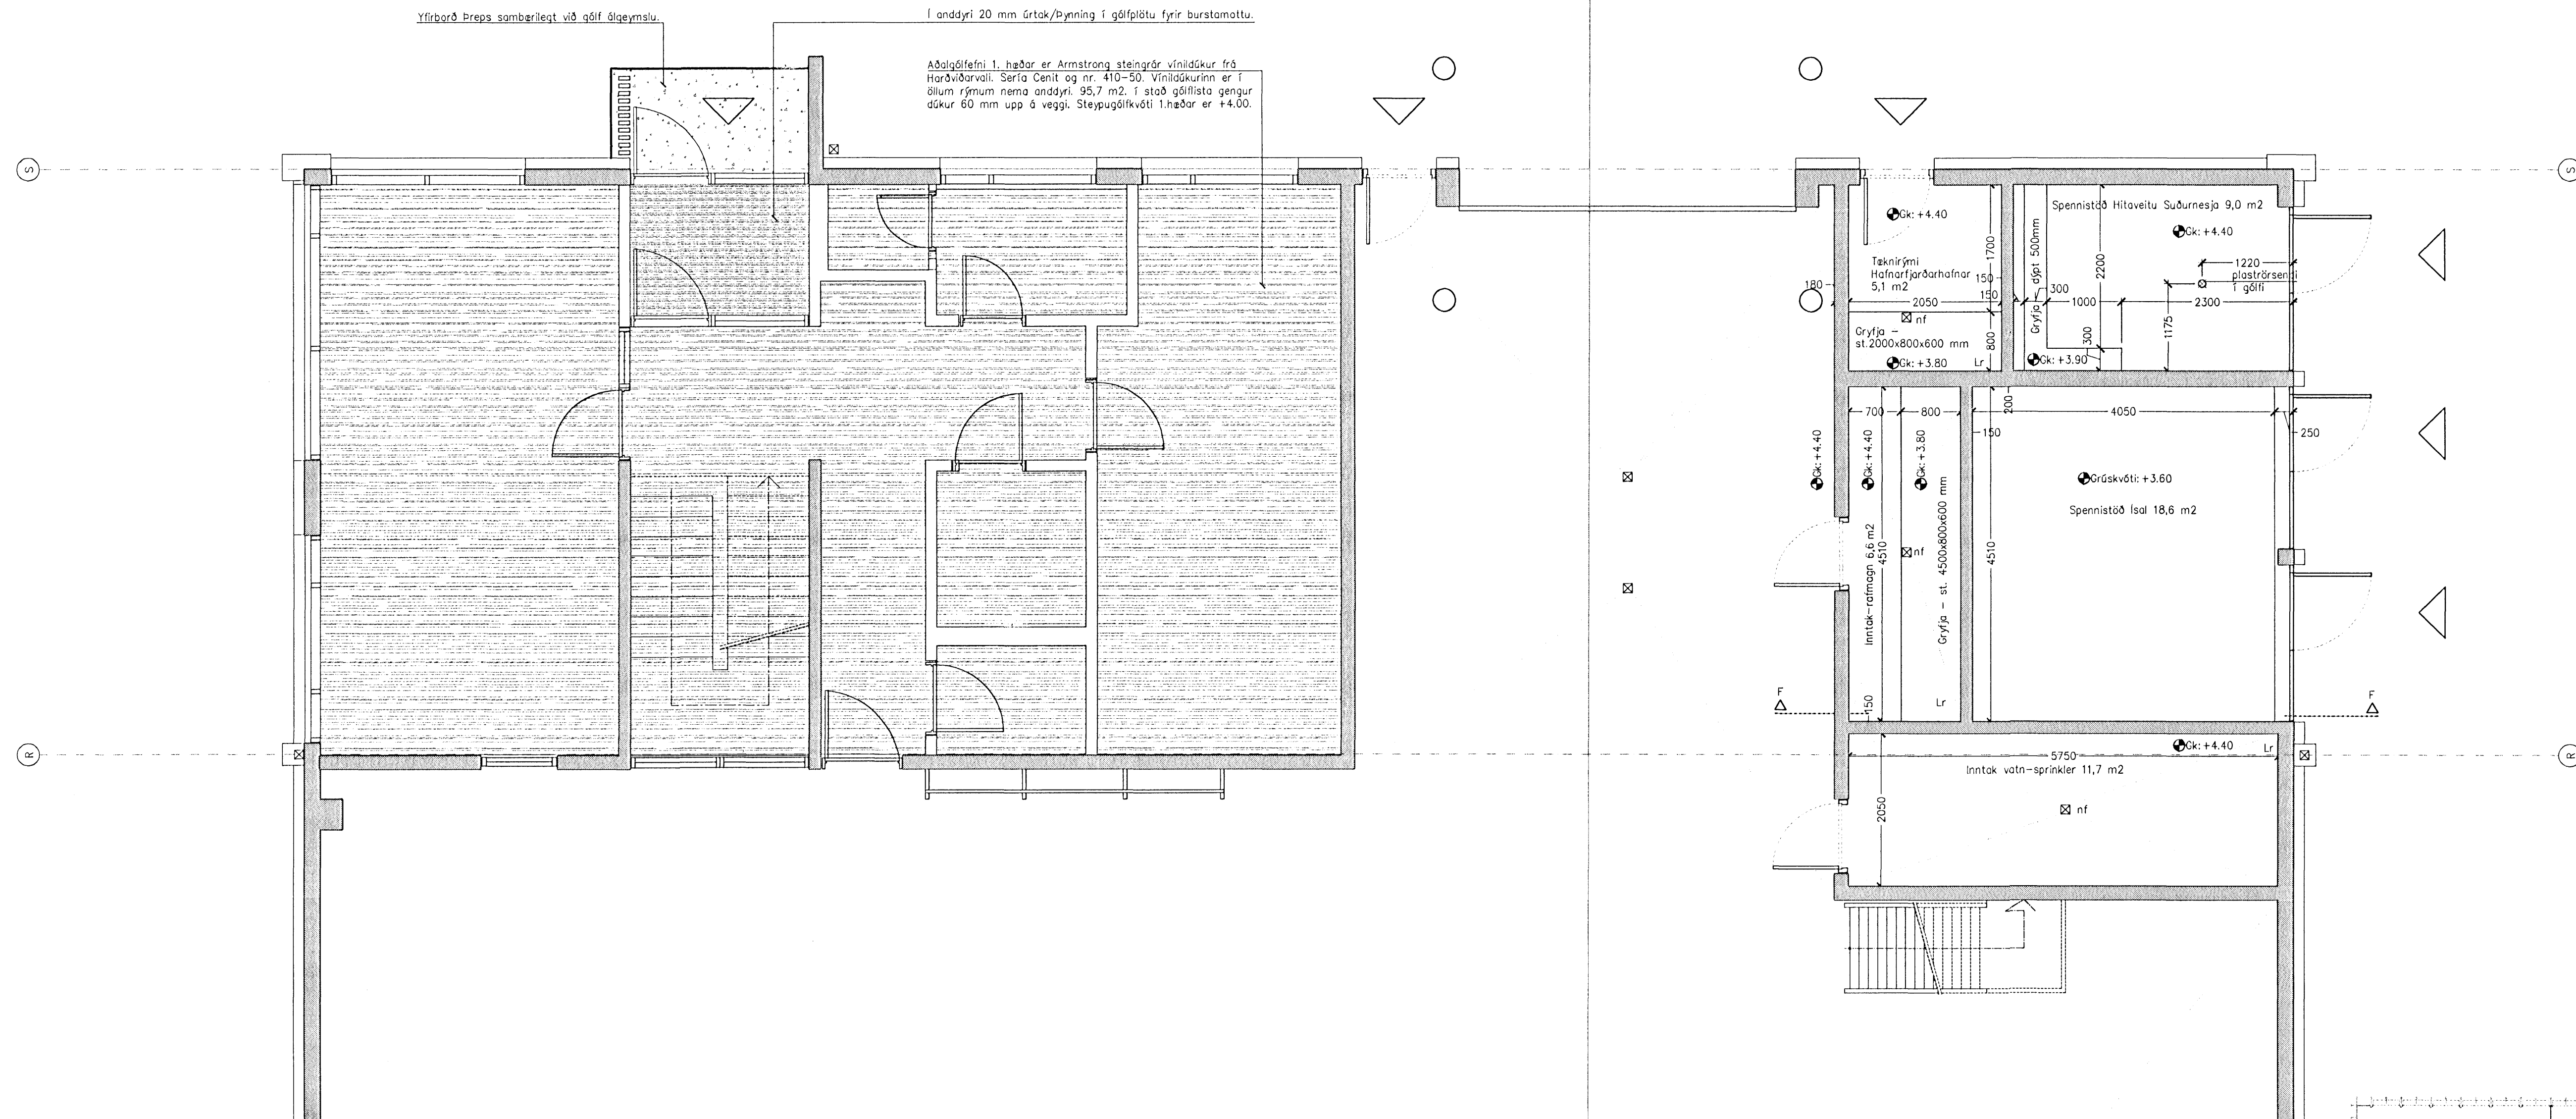 Yfirborð Þreps sambærilegt við gólf álgeymslu.
Í anddyri 20 mm úrtak/Þynning í gólfplötu fyrir burstamottu.
Aðalgólfefni 1. hæðar er Armstrong steingrár vínildúkur frá
Harðviðarvali. Sería Cenit og nr. 410-50. Vínildúkurinn er í
öllum rýmum nema anddyri. 95,7 m2. Í stað gólflista gengur
dúkur 60 mm upp á veggi. Steypugólfkvóti 1.hæðar er +4.00.
S
S
R
R
Gk: +4.40
Tæknirými
Hafnarfjarðarhafnar
5,1 m2
1700
150
150
180
2050
nf
Gryfja -
st.2000x800x600 mm
800
Gk: +3.80
Lr
Spennistöð Hitaveitu Suðurnesja 9,0 m2
Gk: +4.40
Gryfja - dýpt 500mm
2200
1220
plaströrsendi
í gólfi
300
1000
2300
300
1175
Gk: +3.90
700
800
200
4050
150
250
Gk: +4.40
Gk: +4.40
Gk: +3.80
Grúskvóti: +3.60
Spennistöð Ísal 18,6 m2
Inntak-rafmagn 6,6 m2
4510
nf
Gryfja - st. 4500x800x600 mm
4510
150
Lr
F
F
Gk: +4.40
Lr
5750
Inntak vatn-sprinkler 11,7 m2
2050
nf